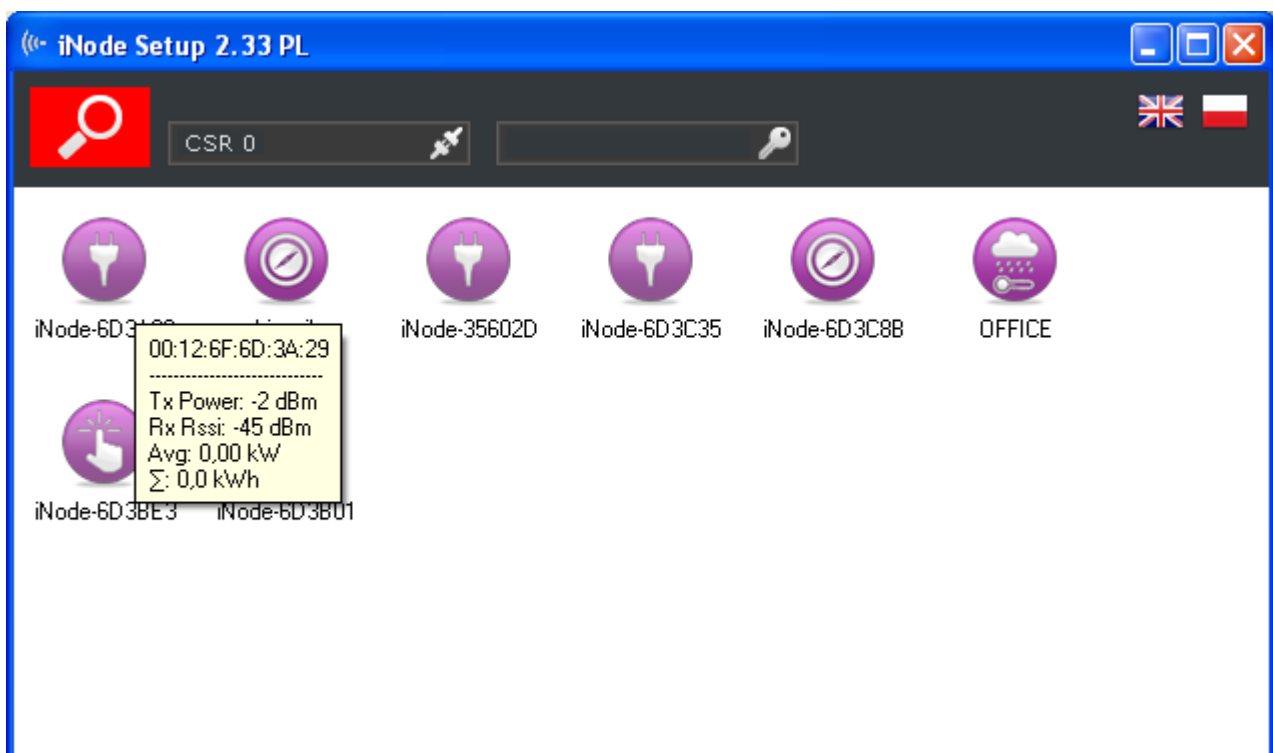 iNode Setup 2.33 PL
CSR 0
iNode-6D3
iNode-35602D
iNode-6D3C35
iNode-6D3C8B
OFFICE
00:12:6F:6D:3A:29
----------------------------
Tx Power: -2 dBm
Rx Rssi: -45 dBm
Avg: 0,00 kW
∑: 0,0 kWh
iNode-6D3BE3
iNode-6D3B01